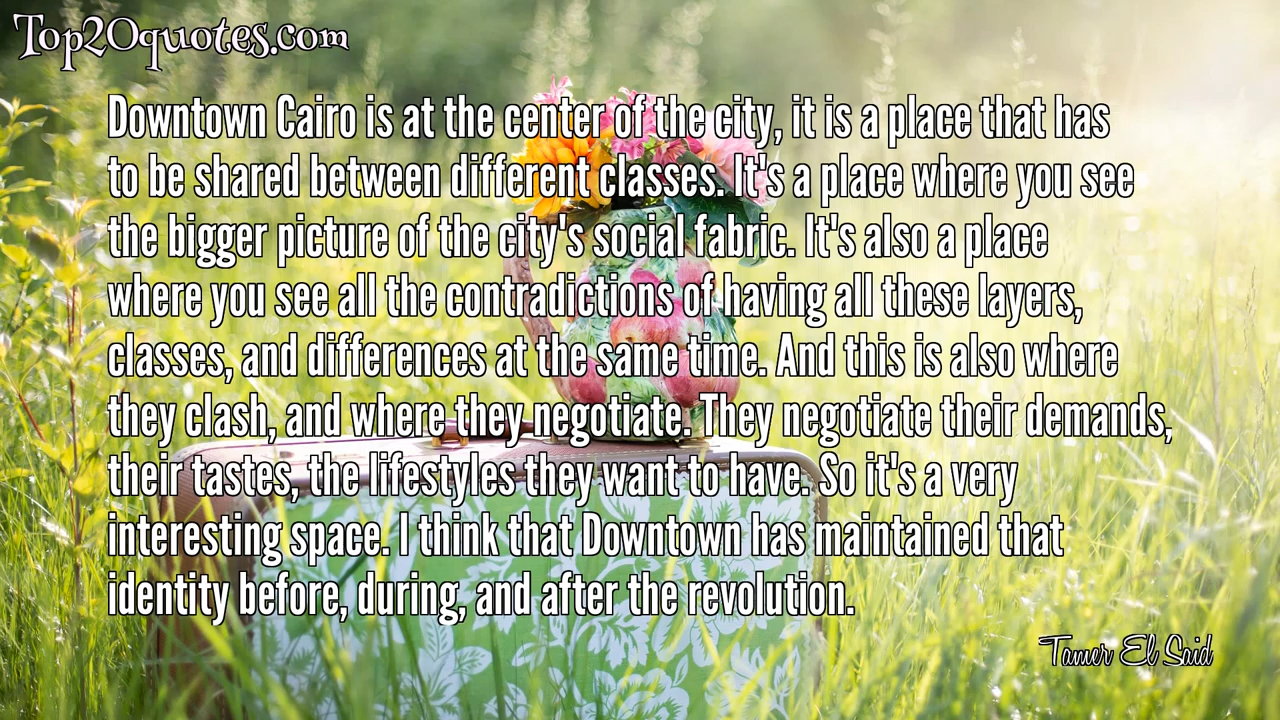 Top20quotes.com
Downtown Cairo is at the center of the city, it is a place that has
to be shared between different classes. It's a place where you see
the bigger picture of the city's social fabric. It's also a place
where you see all the contradictions of having all these layers,
classes, and differences at the same time. And this is also where
they clash, and where they negotiate. They negotiate their demands,
their tastes, the lifestyles they want to have. So it's a very
interesting space. I think that Downtown has maintained that
identity before, during, and after the revolution.
Tamer El Said